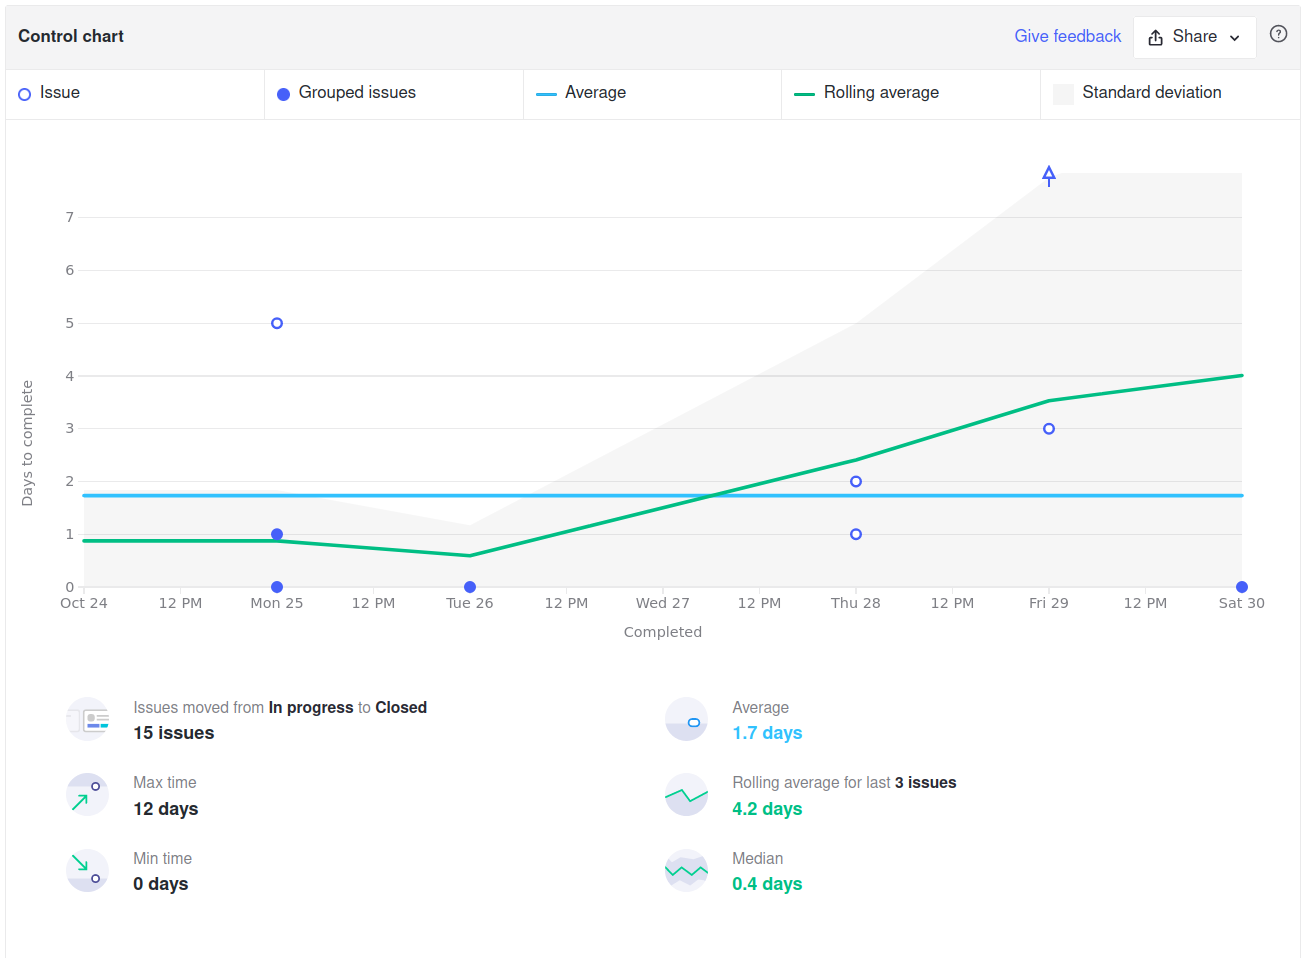 Control chart
Give feedback
Share
?
Issue
Grouped issues
Average
Rolling average
Standard deviation
7
6
5
4
3
2
1
0
Days to complete
Oct 24 12 PM Mon 25 12 PM Tue 26 12 PM Wed 27 12 PM Thu 28 12 PM Fri 29 12 PM Sat 30
Completed
Issues moved from In progress to Closed
15 issues
Average
1.7 days
Max time
12 days
Rolling average for last 3 issues
4.2 days
Min time
0 days
Median
0.4 days